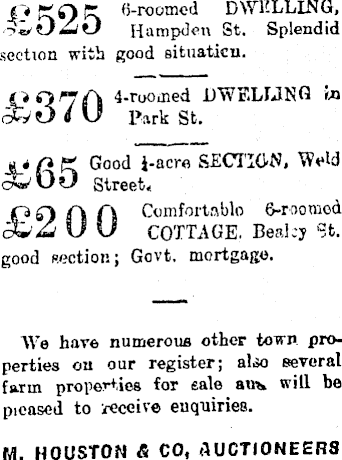 £525 6-roomed DWELLING,
Hampden St. Splendid
section with good situaticn.
£370 4-roomed DWELLING in
Park St.
£65 Good ¼-acre SECTION, Weld
Street.
£200 Comfortable 6-roomed
COTTAGE. Bealey St.
good section; Govt. mortgage.
We have numerous other town pro-
perties on our register; also several
farm properties for sale and will be
pleased to receive enquiries.
M. HOUSTON & CO, AUCTIONEERS